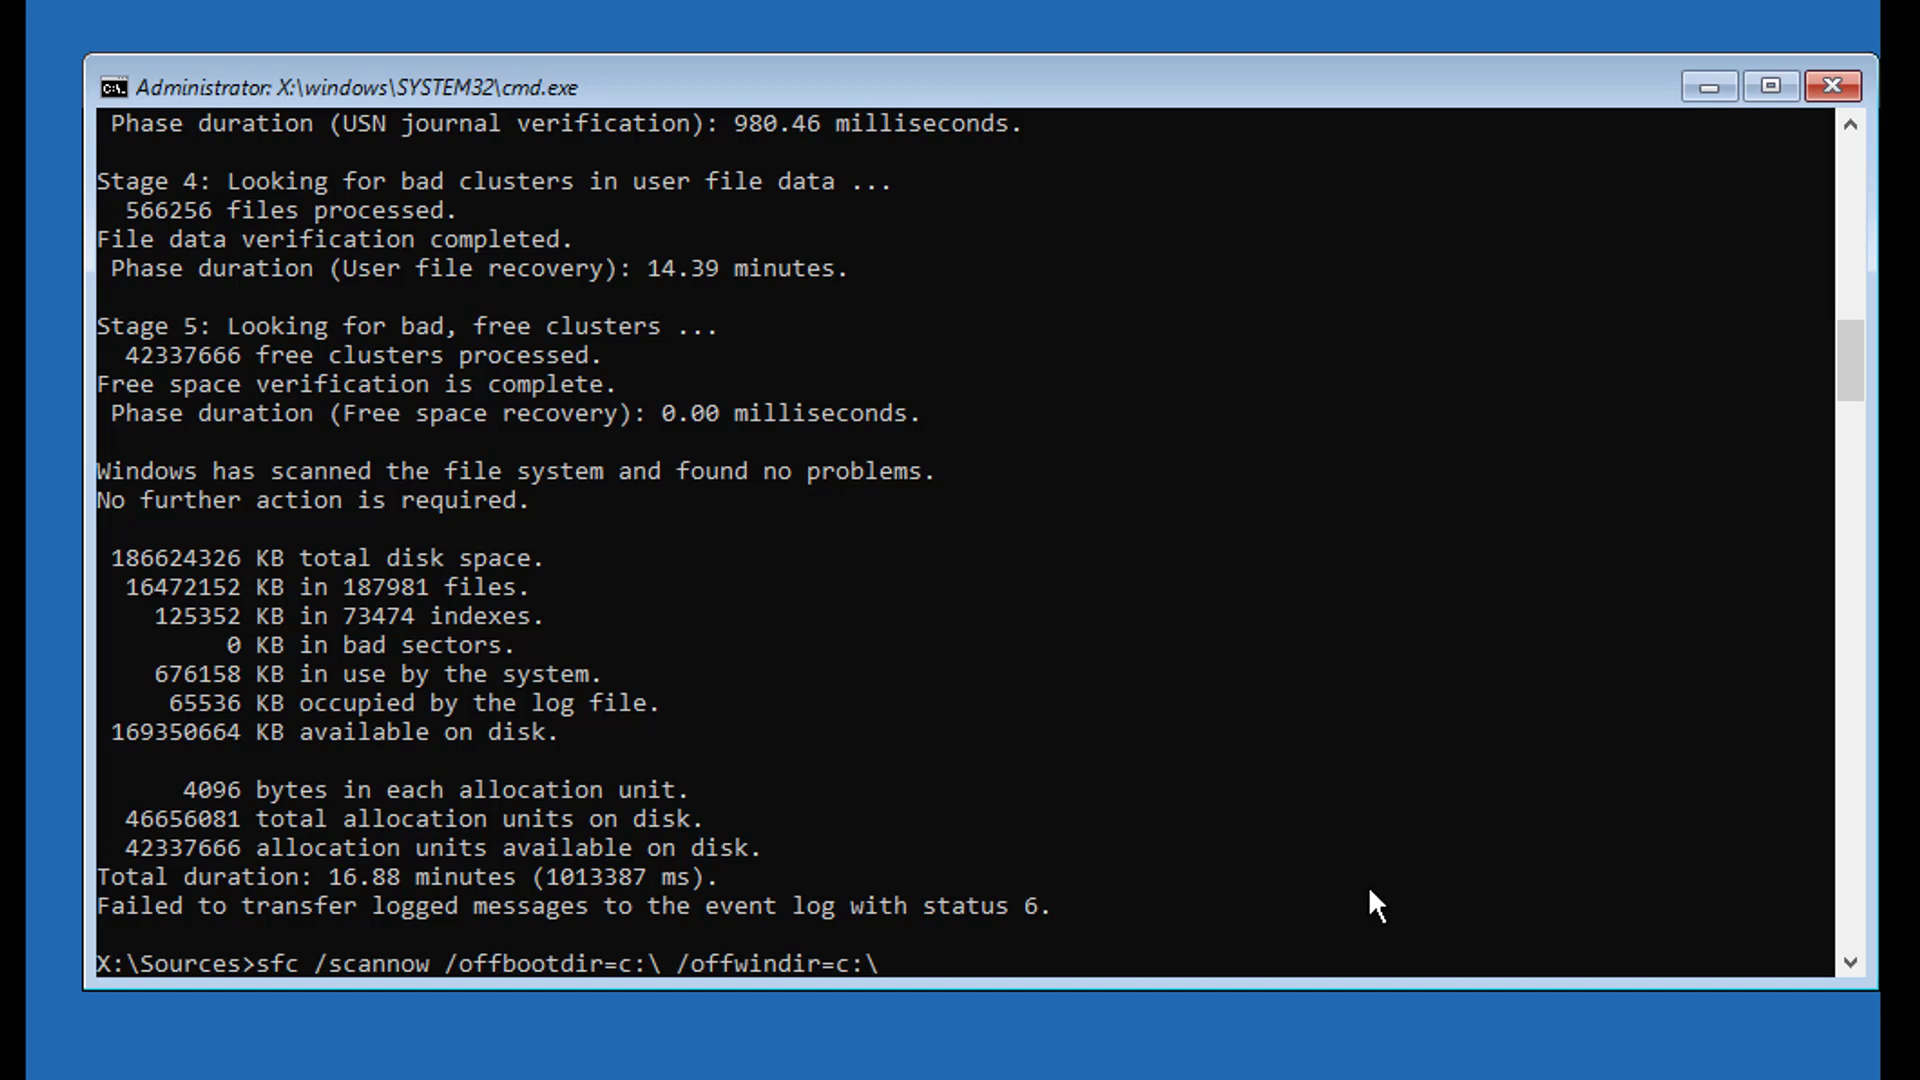 Administrator: X:\windows\SYSTEM32\cmd.exe
Phase duration (USN journal verification): 980.46 milliseconds.
Stage 4: Looking for bad clusters in user file data ...
566256 files processed.
File data verification completed.
Phase duration (User file recovery): 14.39 minutes.
Stage 5: Looking for bad, free clusters ...
42337666 free clusters processed.
Free space verification is complete.
Phase duration (Free space recovery): 0.00 milliseconds.
Windows has scanned the file system and found no problems.
No further action is required.
186624326 KB total disk space.
16472152 KB in 187981 files.
125352 KB in 73474 indexes.
0 KB in bad sectors.
676158 KB in use by the system.
65536 KB occupied by the log file.
169350664 KB available on disk.
4096 bytes in each allocation unit.
46656081 total allocation units on disk.
42337666 allocation units available on disk.
Total duration: 16.88 minutes (1013387 ms).
Failed to transfer logged messages to the event log with status 6.
X:\Sources>sfc /scannow /offbootdir=c:\ /offwindir=c:\